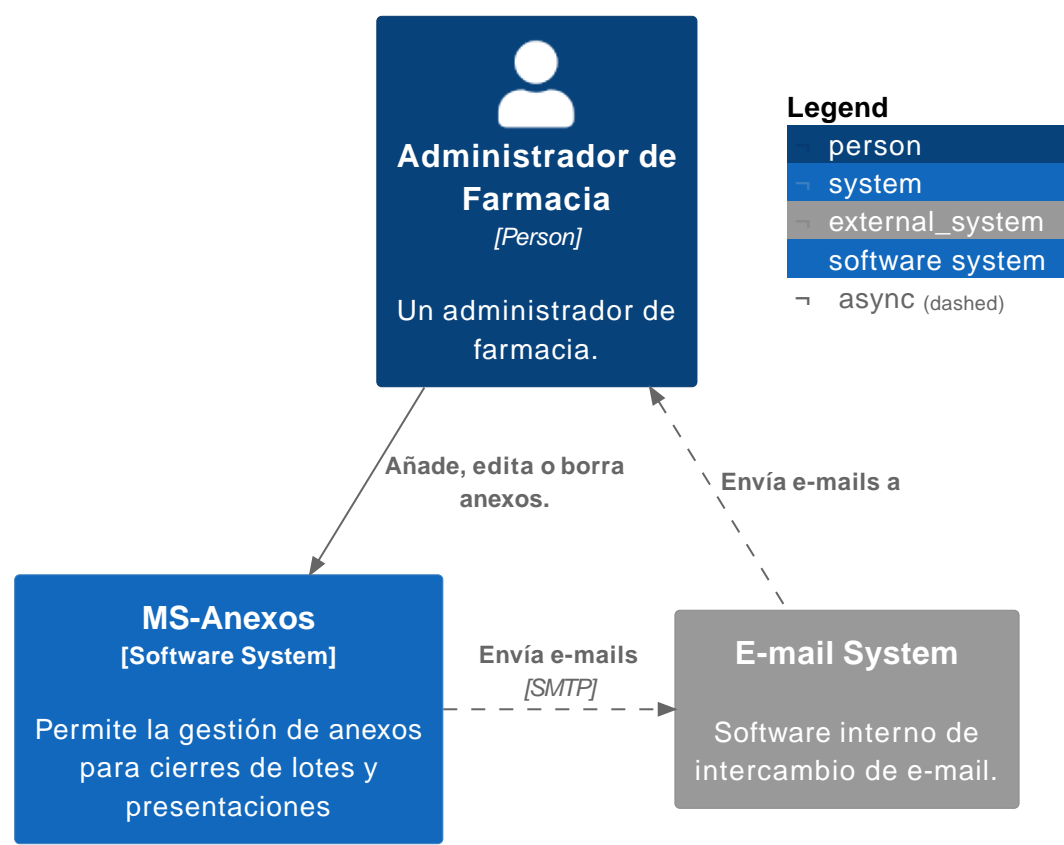 Administrador de
Farmacia
[Person]
Un administrador de
farmacia.
Legend
¬ person
¬ system
¬ external_system
software system
¬ async (dashed)
Añade, edita o borra
anexos.
Envía e-mails a
MS-Anexos
[Software System]
Permite la gestión de anexos
para cierres de lotes y
presentaciones
Envía e-mails
[SMTP]
E-mail System
Software interno de
intercambio de e-mail.